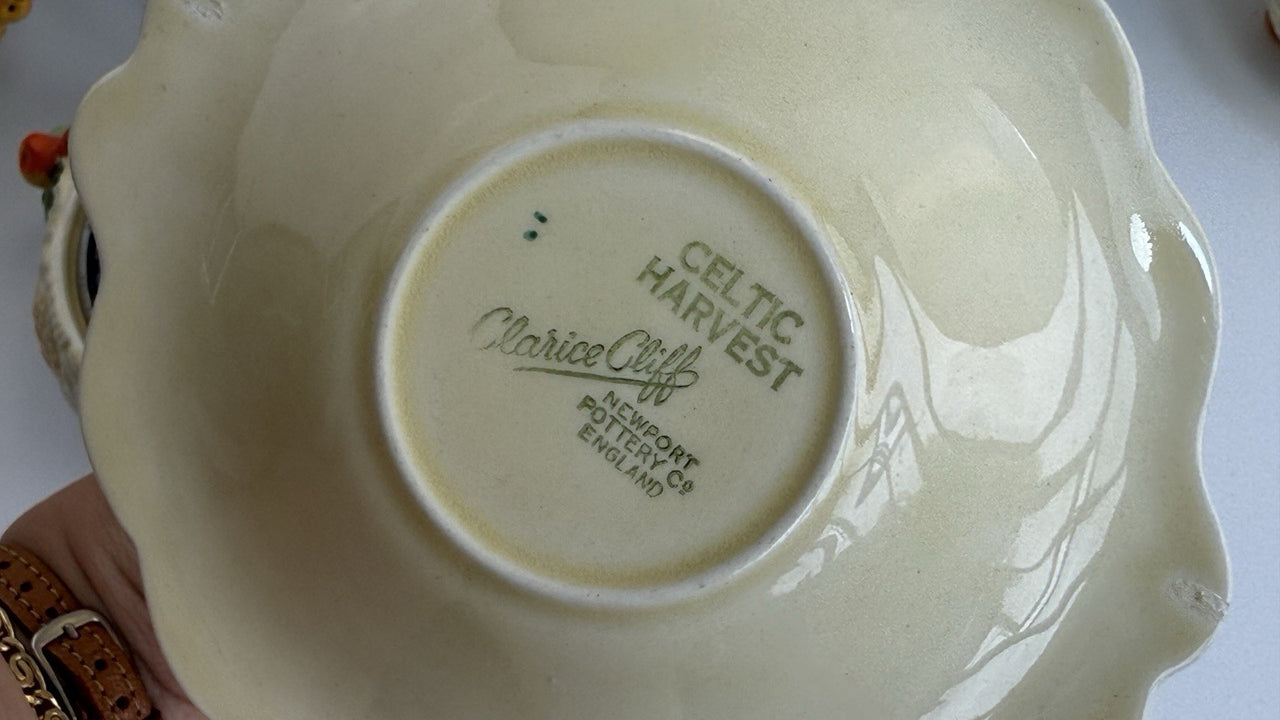 CELTIC
HARVEST
Clarice Cliff
NEWPORT
POTTERY Co
ENGLAND